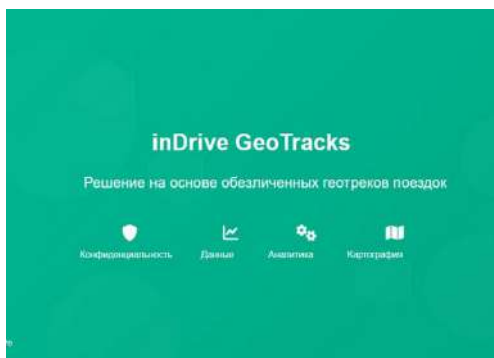 inDrive GeoTracks
Решение на основе обезличенных геотреков поездок
Конфиденциальность Данные Аналитика Картография